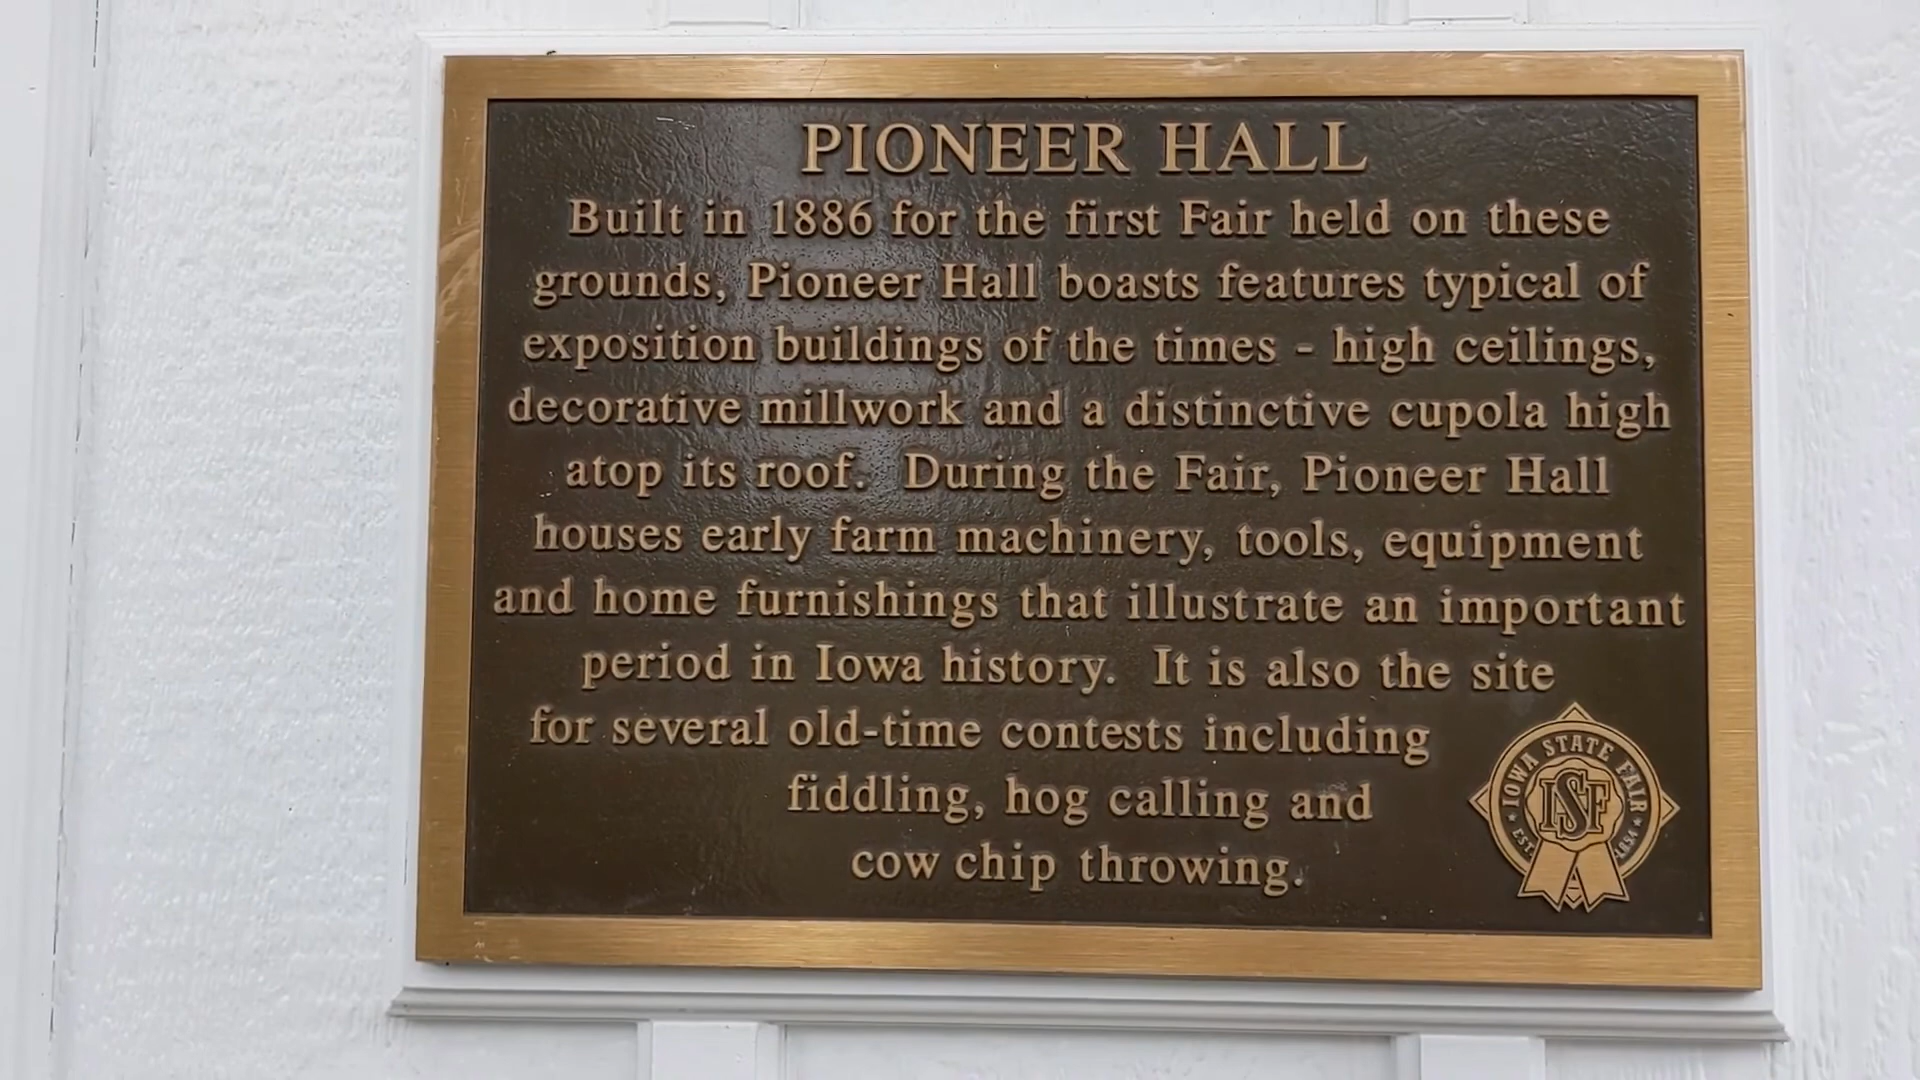 PIONEER HALL
Built in 1886 for the first Fair held on these
grounds, Pioneer Hall boasts features typical of
exposition buildings of the times - high ceilings,
decorative millwork and a distinctive cupola high
atop its roof. During the Fair, Pioneer Hall
houses early farm machinery, tools, equipment
and home furnishings that illustrate an important
period in Iowa history. It is also the site
for several old-time contests including
fiddling, hog calling and
cow chip throwing.
IOWA STATE FAIR
ISF
EST. 1854